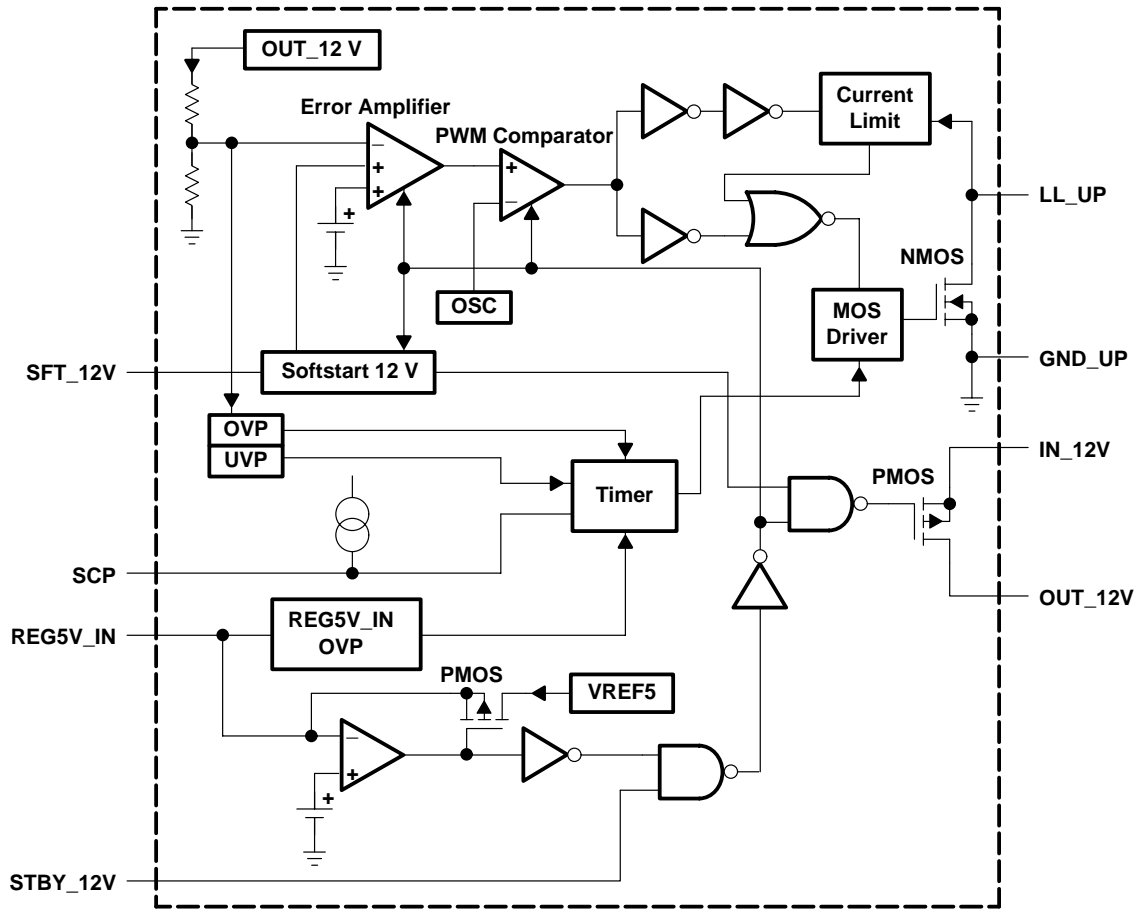 OUT_12 V
Error Amplifier
PWM Comparator
Current
Limit
−
+
+
+
+
−
LL_UP
NMOS
OSC
MOS
Driver
SFT_12V
Softstart 12 V
GND_UP
OVP
UVP
Timer
PMOS
IN_12V
SCP
OUT_12V
REG5V_IN
REG5V_IN
OVP
PMOS
VREF5
−
+
+
STBY_12V